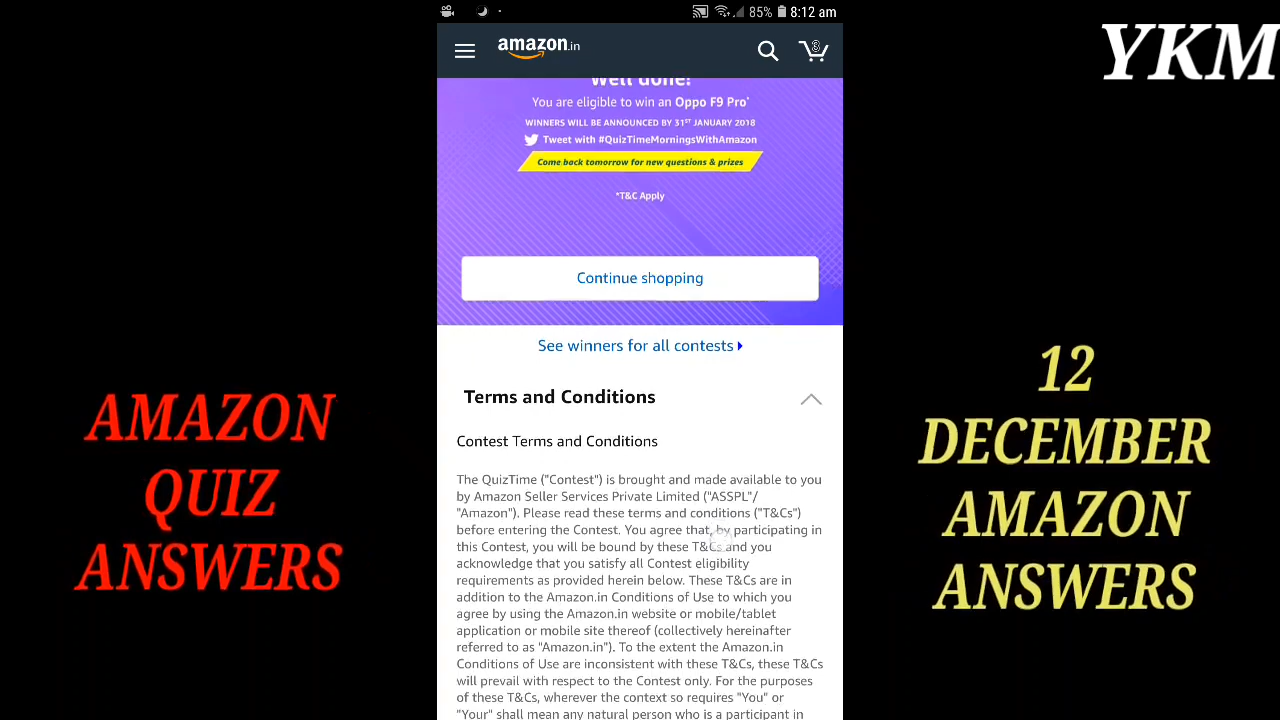 85% 8:12 am
YKM
amazon.in
3
Well done!
You are eligible to win an Oppo F9 Pro*
WINNERS WILL BE ANNOUNCED BY 31ST JANUARY 2018
Tweet with #QuizTimeMorningsWithAmazon
Come back tomorrow for new questions & prizes
*T&C Apply
Continue shopping
See winners for all contests
Terms and Conditions
Contest Terms and Conditions
The QuizTime ("Contest") is brought and made available to you
by Amazon Seller Services Private Limited ("ASSPL"/
"Amazon"). Please read these terms and conditions ("T&Cs")
before entering the Contest. You agree that by participating in
this Contest, you will be bound by these T&Cs and you
acknowledge that you satisfy all Contest eligibility
requirements as provided herein below. These T&Cs are in
addition to the Amazon.in Conditions of Use to which you
agree by using the Amazon.in website or mobile/tablet
application or mobile site thereof (collectively hereinafter
referred to as "Amazon.in"). To the extent the Amazon.in
Conditions of Use are inconsistent with these T&Cs, these T&Cs
will prevail with respect to the Contest only. For the purposes
of these T&Cs, wherever the context so requires "You" or
"Your" shall mean any natural person who is a participant in
AMAZON
QUIZ
ANSWERS
12
DECEMBER
AMAZON
ANSWERS